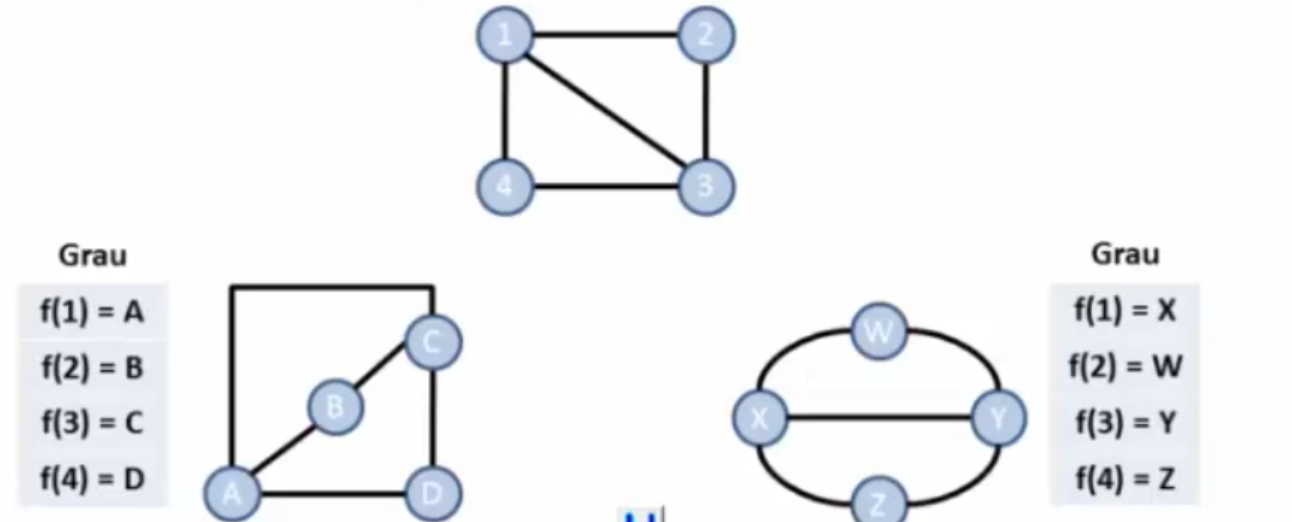 1 2
4 3
Grau
f(1) = A
f(2) = B
f(3) = C
f(4) = D
C
B
A D
W
X Y
Z
Grau
f(1) = X
f(2) = W
f(3) = Y
f(4) = Z